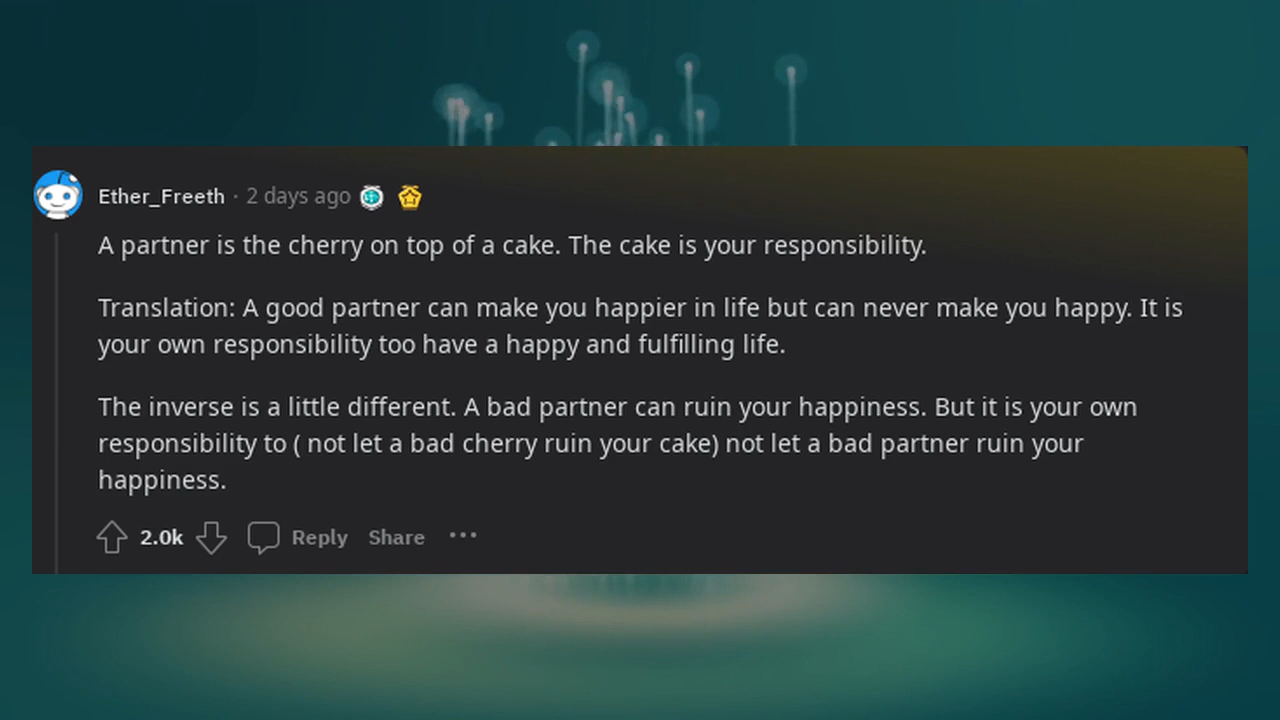 Ether_Freeth · 2 days ago
A partner is the cherry on top of a cake. The cake is your responsibility.
Translation: A good partner can make you happier in life but can never make you happy. It is
your own responsibility too have a happy and fulfilling life.
The inverse is a little different. A bad partner can ruin your happiness. But it is your own
responsibility to ( not let a bad cherry ruin your cake) not let a bad partner ruin your
happiness.
2.0k Reply Share ···